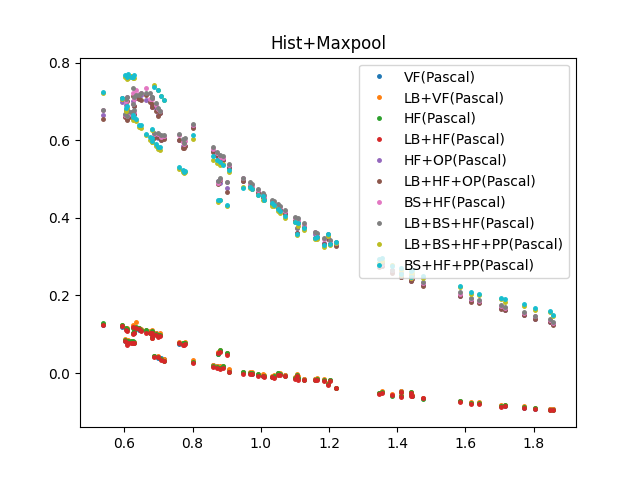 Hist+Maxpool
0.8
0.6
0.4
0.2
0.0
0.6
0.8
1.0
1.2
1.4
1.6
1.8
VF(Pascal)
LB+VF(Pascal)
HF(Pascal)
LB+HF(Pascal)
HF+OP(Pascal)
LB+HF+OP(Pascal)
BS+HF(Pascal)
LB+BS+HF(Pascal)
LB+BS+HF+PP(Pascal)
BS+HF+PP(Pascal)